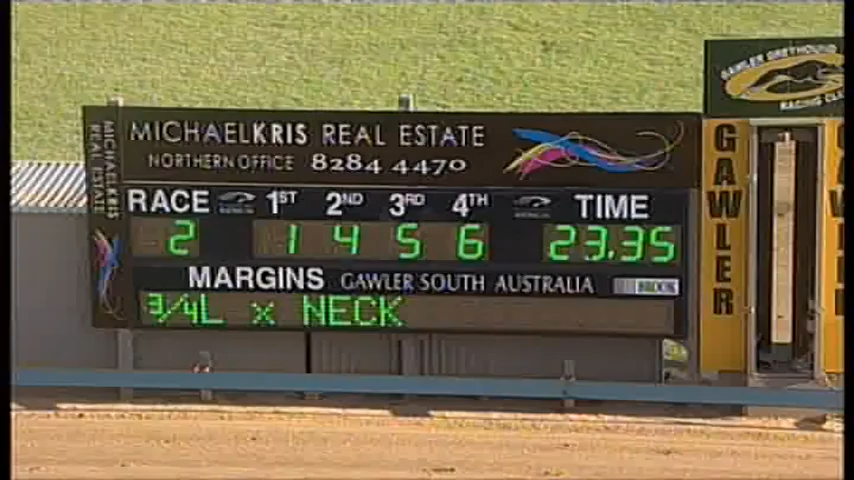 GAWLER GREYHOUND
RACING CLUB
MICHAELKRIS REAL ESTATE
NORTHERN OFFICE 8284 4470
MICHAELKRIS
REAL ESTATE
RACE 1ST 2ND 3RD 4TH TIME
2 1 4 5 6 23.35
MARGINS GAWLER SOUTH AUSTRALIA
3/4L x NECK
GAWLER